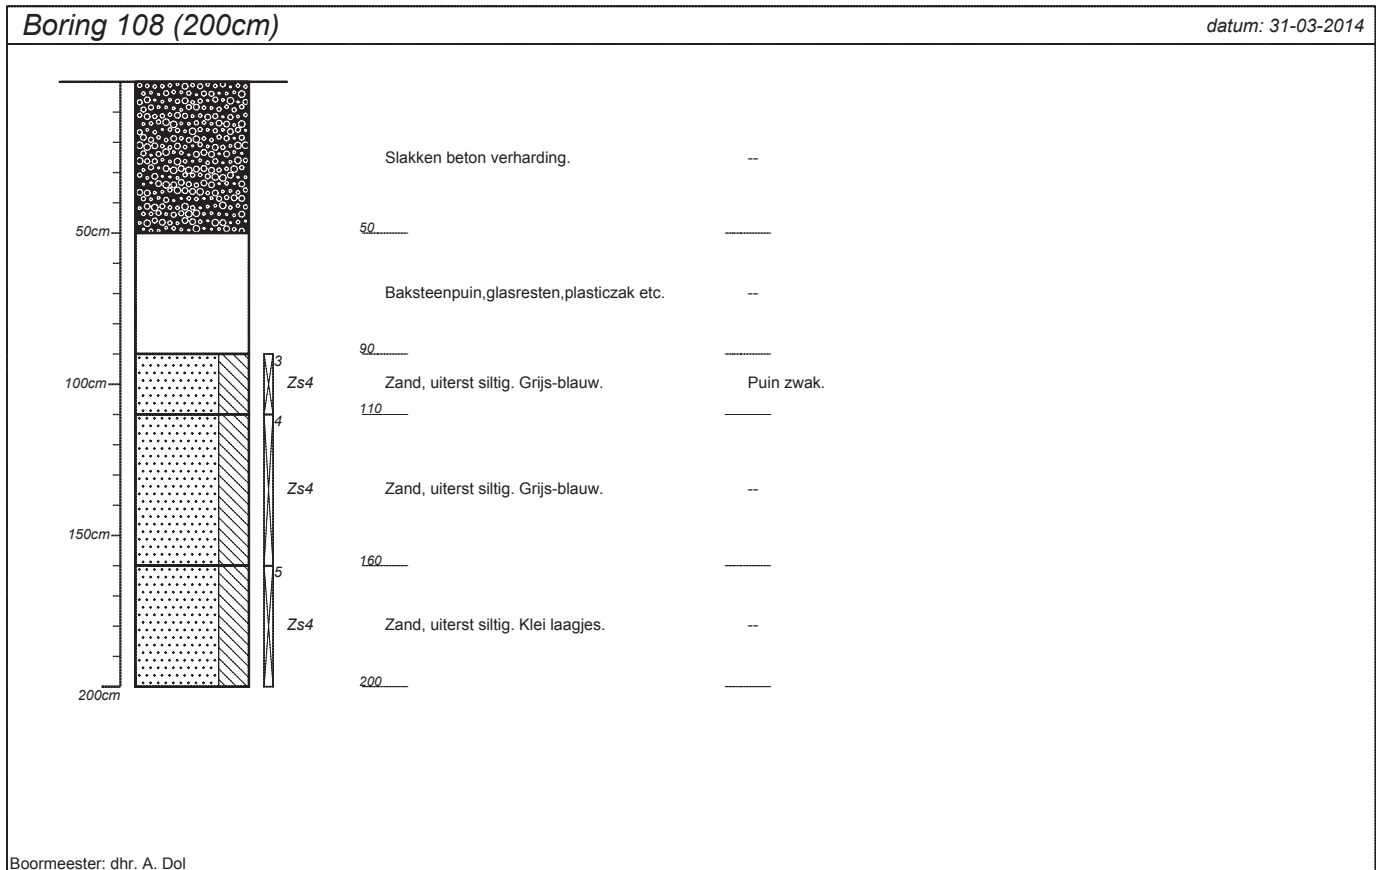 Boring 108 (200cm)
datum: 31-03-2014
Slakken beton verharding. --
50cm 50
Baksteenpuin,glasresten,plasticzak etc. --
90
3
100cm Zs4 Zand, uiterst siltig. Grijs-blauw. Puin zwak.
110
4
Zs4 Zand, uiterst siltig. Grijs-blauw. --
150cm
160
5
Zs4 Zand, uiterst siltig. Klei laagjes. --
200
200cm
Boormeester: dhr. A. Dol